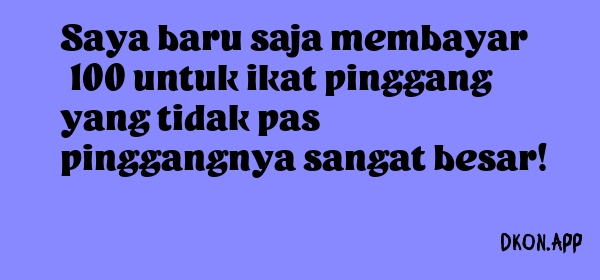 Saya baru saja membayar
100 untuk ikat pinggang
yang tidak pas
pinggangnya sangat besar!
DKON.APP